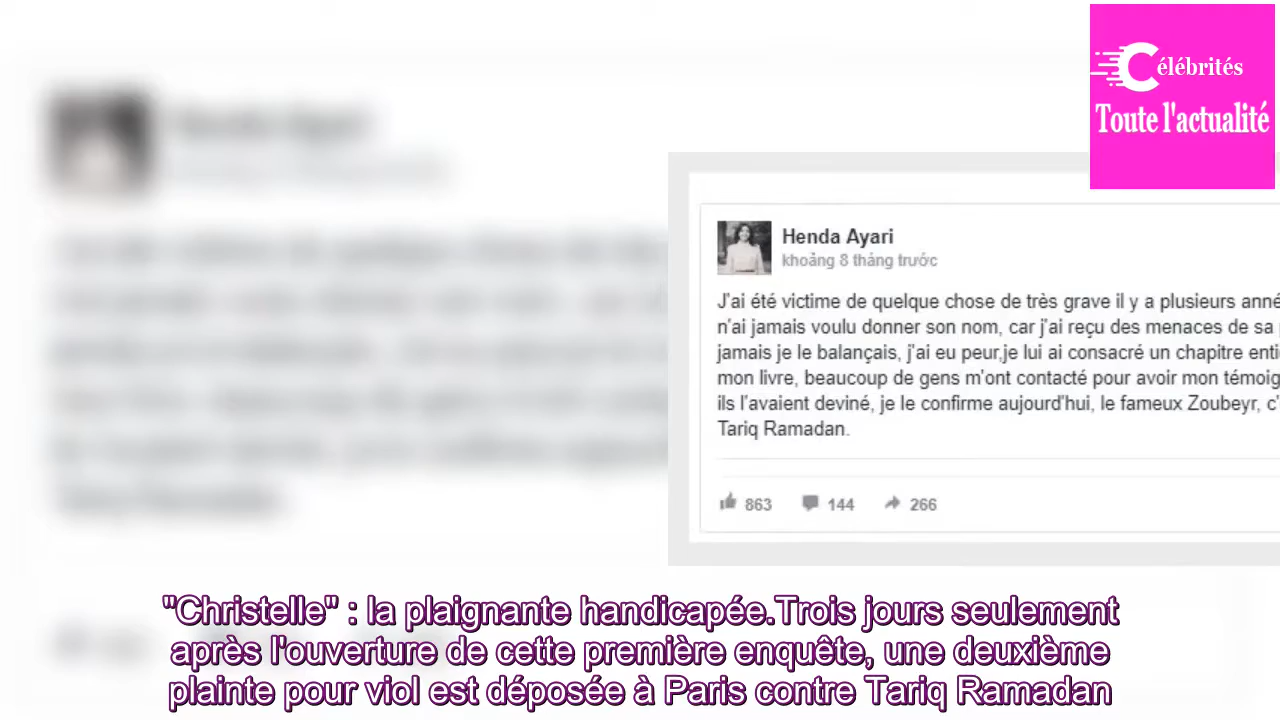 Célébrités
Toute l'actualité
Henda Ayari
khoảng 8 tháng trước
J'ai été victime de quelque chose de très grave il y a plusieurs
n'ai jamais voulu donner son nom, car j'ai reçu des menaces de sa
jamais je le balançais, j'ai eu peur,je lui ai consacré un chapitre
mon livre, beaucoup de gens m'ont contacté pour avoir mon
ils l'avaient deviné, je le confirme aujourd'hui, le fameux Zoubeyr,
Tariq Ramadan.
863 144 266
"Christelle" : la plaignante handicapée.Trois jours seulement
après l'ouverture de cette première enquête, une deuxième
plainte pour viol est déposée à Paris contre Tariq Ramadan